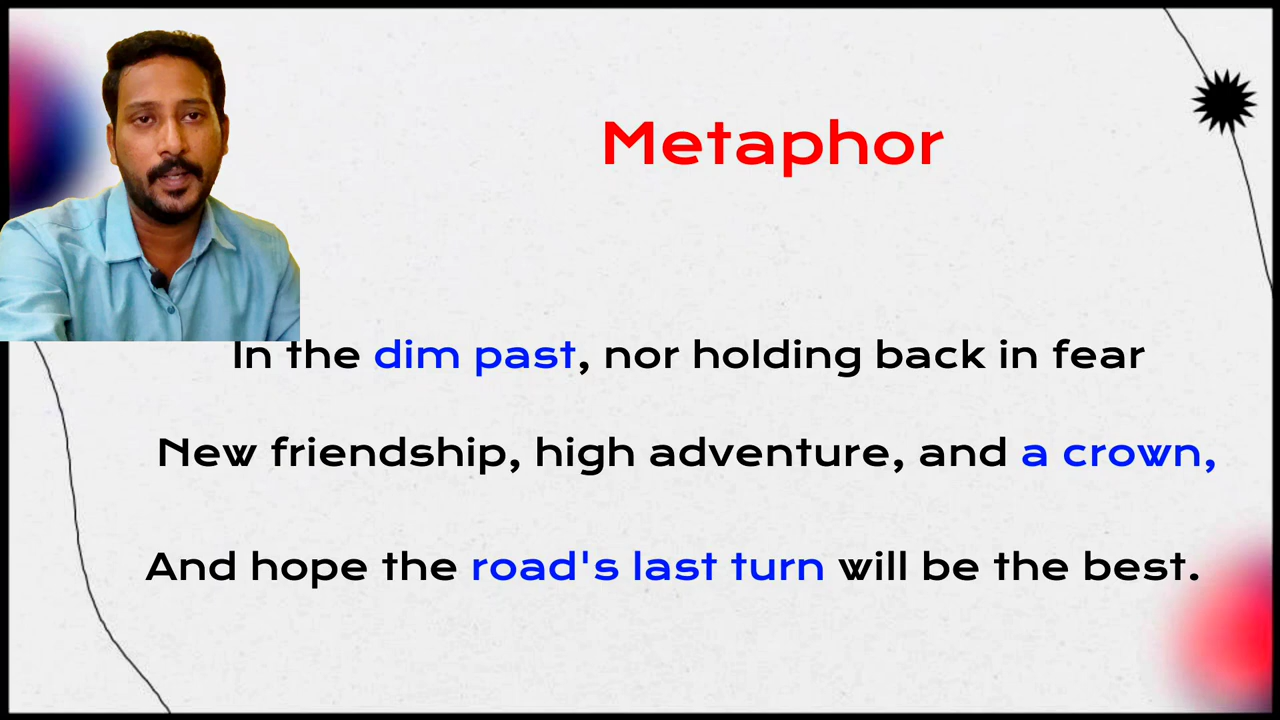 Metaphor
In the dim past, nor holding back in fear
New friendship, high adventure, and a crown,
And hope the road's last turn will be the best.